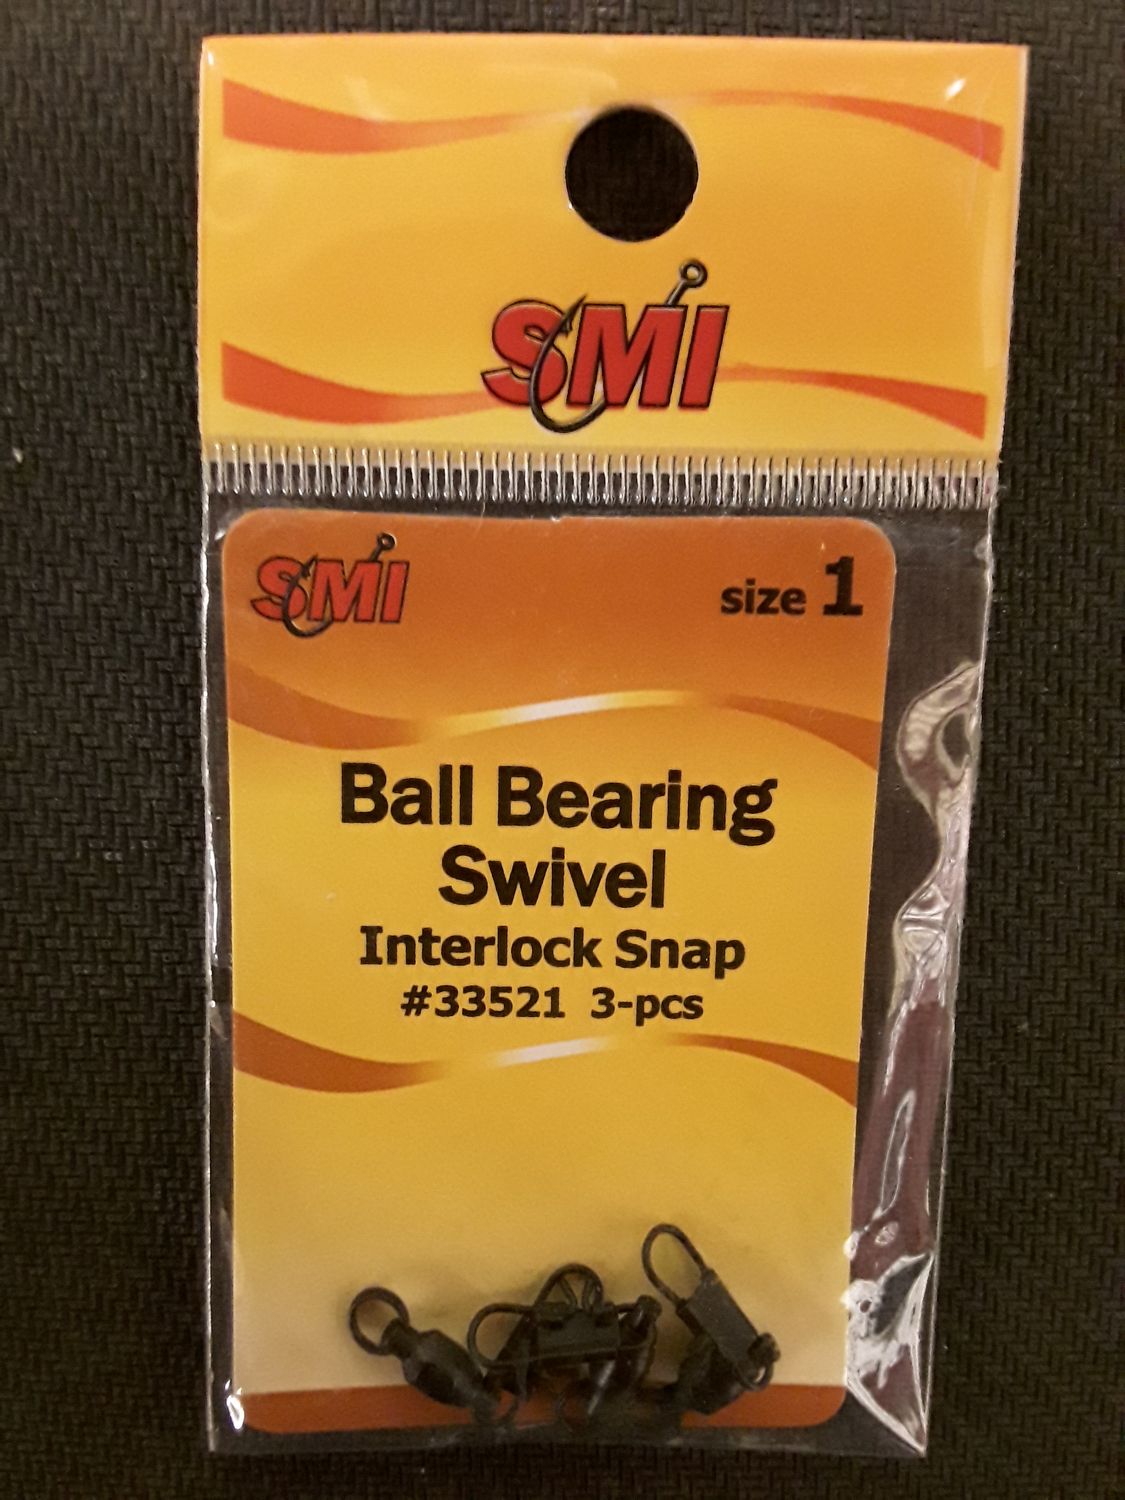 SMI
SMI
size 1
Ball Bearing
Swivel
Interlock Snap
#33521 3-pcs